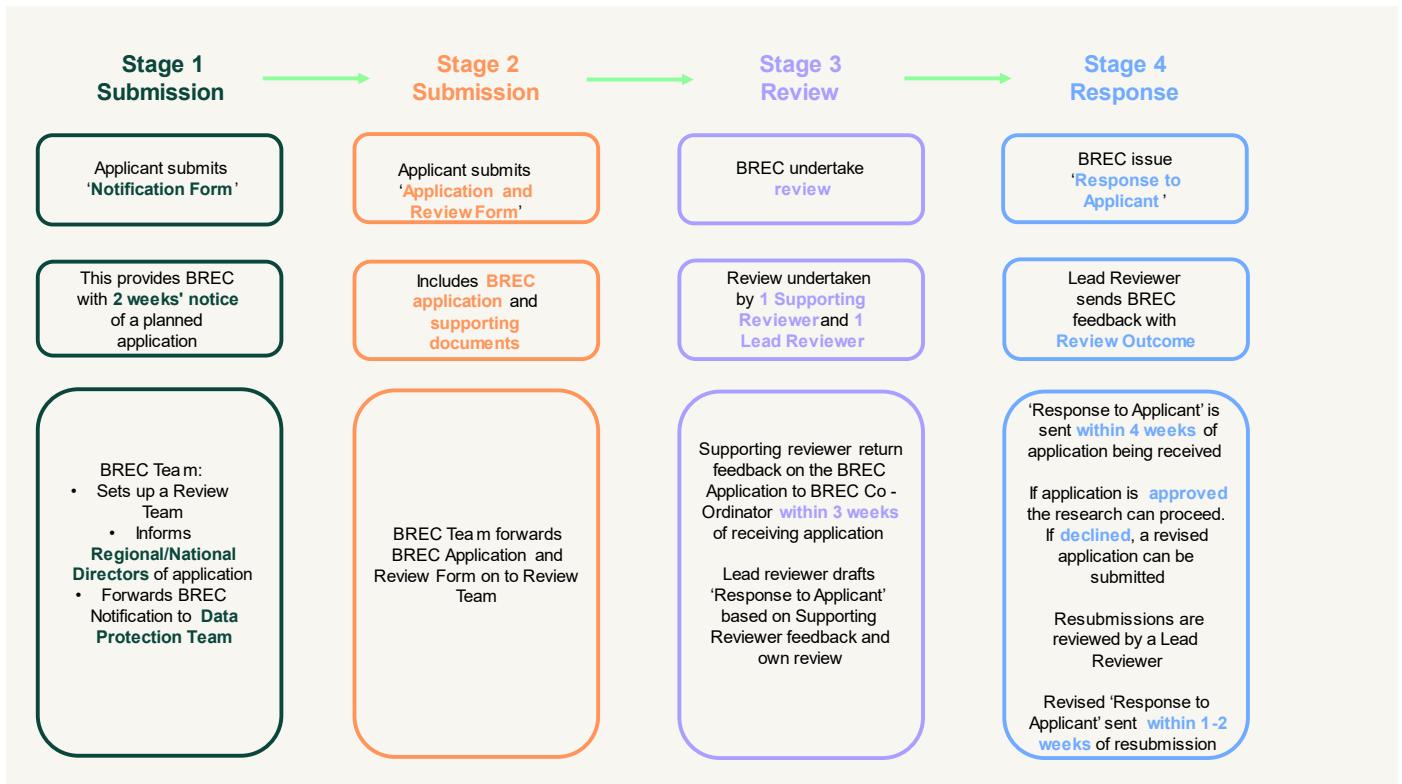 Stage 1
Submission
Stage 2
Submission
Stage 3
Review
Stage 4
Response
Applicant submits
‘Notification Form’
Applicant submits
‘Application and
Review Form’
BREC undertake
review
BREC issue
‘Response to
Applicant’
This provides BREC
with 2 weeks' notice
of a planned
application
Includes BREC
application and
supporting
documents
Review undertaken
by 1 Supporting
Reviewer and 1
Lead Reviewer
Lead Reviewer
sends BREC
feedback with
Review Outcome
BREC Team:
• Sets up a Review
Team
• Informs
Regional/National
Directors of application
• Forwards BREC
Notification to Data
Protection Team
BREC Team forwards
BREC Application and
Review Form on to Review
Team
Supporting reviewer return
feedback on the BREC
Application to BREC Co-
Ordinator within 3 weeks
of receiving application
Lead reviewer drafts
‘Response to Applicant’
based on Supporting
Reviewer feedback and
own review
‘Response to Applicant’ is
sent within 4 weeks of
application being received
If application is approved
the research can proceed.
If declined, a revised
application can be
submitted
Resubmissions are
reviewed by a Lead
Reviewer
Revised ‘Response to
Applicant’ sent within 1-2
weeks of resubmission